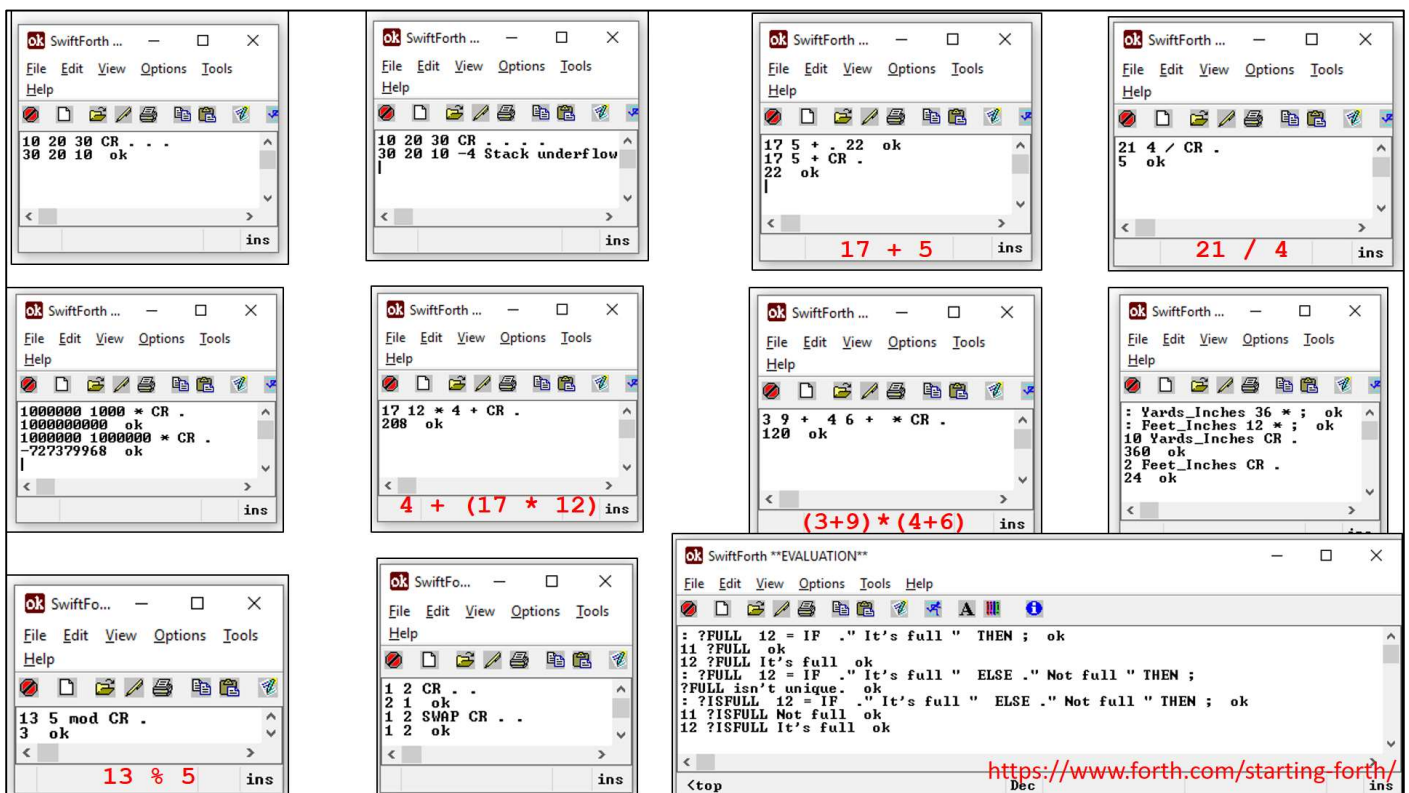 SwiftForth ...
File Edit View Options Tools
Help
10 20 30 CR . . .
30 20 10  ok
ins
SwiftForth ...
File Edit View Options Tools
Help
10 20 30 CR . . . .
30 20 10 -4 Stack underflow
ins
SwiftForth ...
File Edit View Options Tools
Help
17 5 + . 22  ok
17 5 + CR .
22  ok
17 + 5
ins
SwiftForth ...
File Edit View Options Tools
Help
21 4 / CR .
5  ok
21 / 4
ins
SwiftForth ...
File Edit View Options Tools
Help
1000000 1000 * CR .
1000000000  ok
1000000 1000000 * CR .
-727379968  ok
ins
SwiftForth ...
File Edit View Options Tools
Help
17 12 * 4 + CR .
208  ok
4 + (17 * 12)
ins
SwiftForth ...
File Edit View Options Tools
Help
3 9 +  4 6 +  * CR .
120  ok
(3+9)*(4+6)
ins
SwiftForth ...
File Edit View Options Tools
Help
: Yards_Inches 36 * ;  ok
: Feet_Inches 12 * ;  ok
10 Yards_Inches CR .
360  ok
2 Feet_Inches CR .
24  ok
SwiftFo...
File Edit View Options Tools
Help
13 5 mod CR .
3  ok
13 % 5
ins
SwiftFo...
File Edit View Options Tools
Help
1 2 CR . .
2 1  ok
1 2 SWAP CR . .
1 2  ok
ins
SwiftForth **EVALUATION**
File Edit View Options Tools Help
: ?FULL  12 = IF  ." It's full "  THEN ;  ok
11 ?FULL  ok
12 ?FULL It's full  ok
: ?FULL  12 = IF  ." It's full "  ELSE ." Not full " THEN ;
?FULL isn't unique.  ok
: ?ISFULL  12 = IF  ." It's full "  ELSE ." Not full " THEN ;  ok
11 ?ISFULL Not full  ok
12 ?ISFULL It's full  ok
https://www.forth.com/starting-forth/
<top
Dec
ins